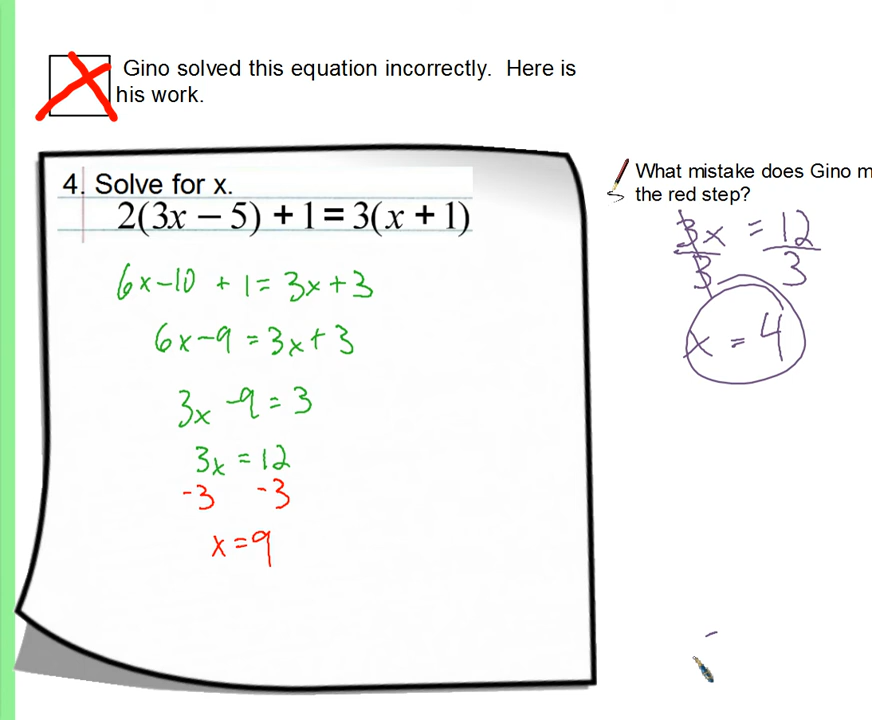 Gino solved this equation incorrectly. Here is
his work.
4. Solve for x.
2(3x − 5) + 1 = 3(x + 1)
6x-10 + 1 = 3x+3
6x-9 = 3x+3
3x -9 = 3
3x = 12
-3 -3
x = 9
What mistake does Gino m
the red step?
3x = 12
3 3
x = 4